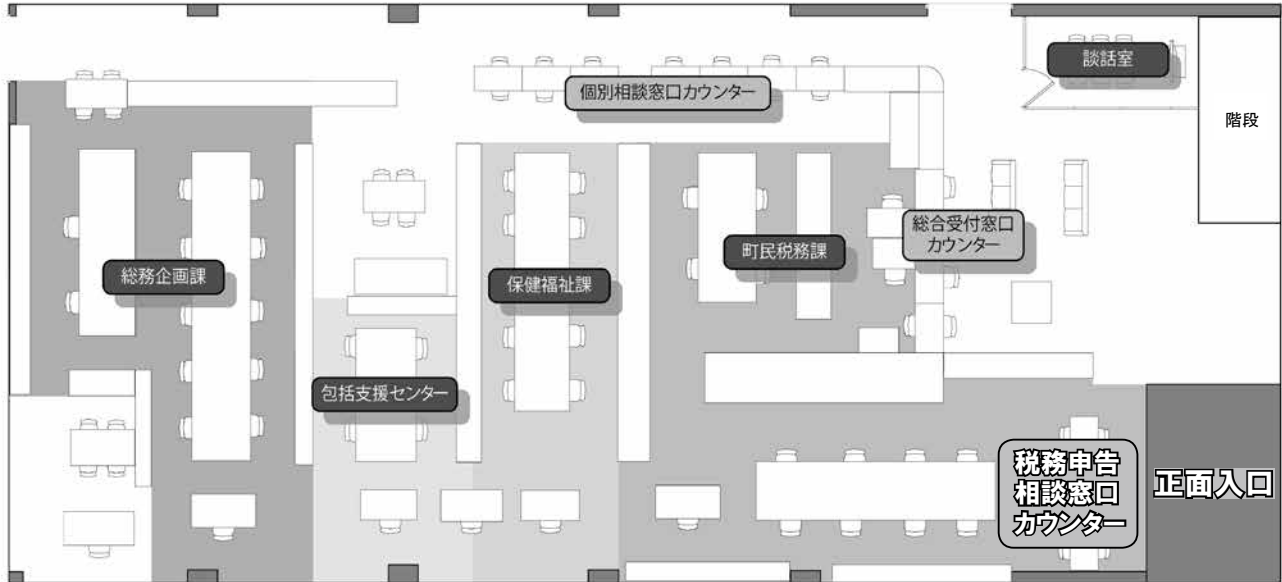 談話室
個別相談窓口カウンター
階段
総合受付窓口
カウンター
町民税務課
総務企画課
保健福祉課
包括支援センター
税務申告
相談窓口
カウンター
正面入口